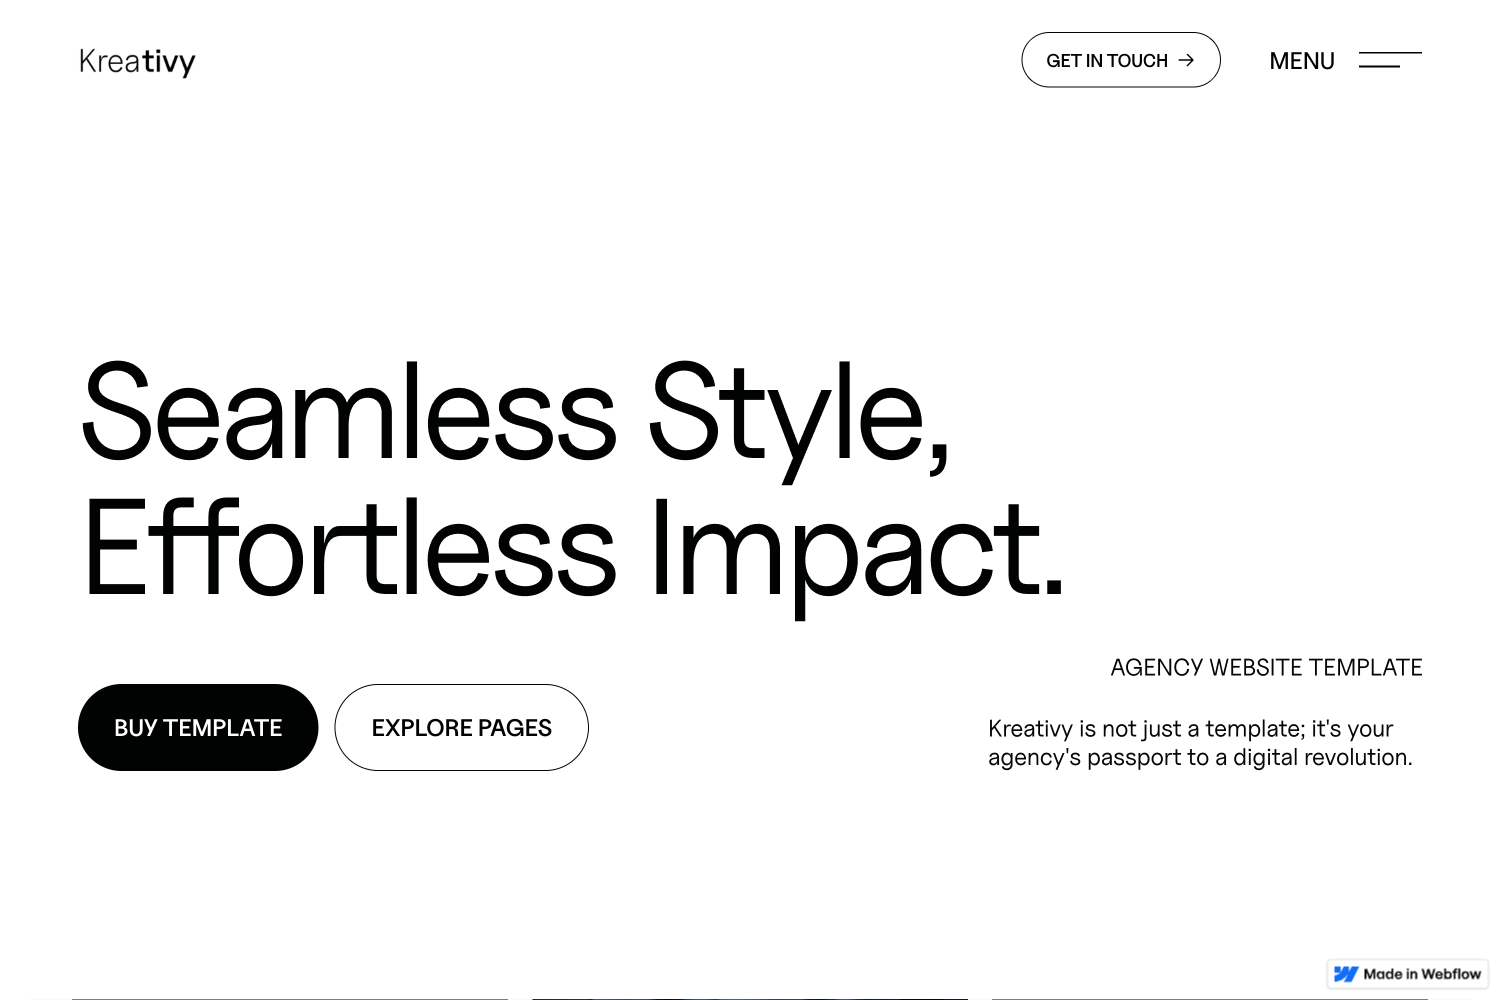 Kreativy
GET IN TOUCH →
MENU
Seamless Style,
Effortless Impact.
AGENCY WEBSITE TEMPLATE
BUY TEMPLATE
EXPLORE PAGES
Kreativy is not just a template; it's your
agency's passport to a digital revolution.
Made in Webflow